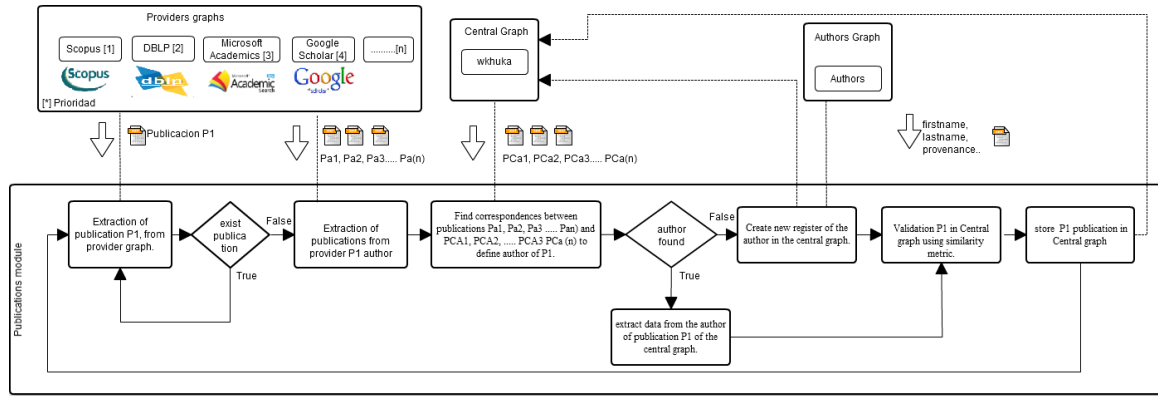 Providers graphs
Scopus [1]
DBLP [2]
Microsoft
Academics [3]
Google
Scholar [4]
..........[n]
Scopus
dblp
Microsoft
Academic
Search
Google
[*] Prioridad
Central Graph
wkhuka
Authors Graph
Authors
Publicacion P1
Pa1, Pa2, Pa3..... Pa(n)
PCa1, PCa2, PCa3..... PCa(n)
firstname,
lastname,
provenance..
Publications module
Extraction of
publication P1, from
provider graph.
exist
publica
tion
False
True
Extraction of
publications from
provider P1 author
Find correspondences between
publications Pa1, Pa2, Pa3 ..... Pan) and
PCA1, PCA2, ..... PCA3 PCa (n) to
define author of P1.
author
found
False
True
Create new register of the
author in the central graph.
Validation P1 in Central
graph using similarity
metric.
store P1 publication in
Central graph
extract data from the author
of publication P1 of the
central graph.